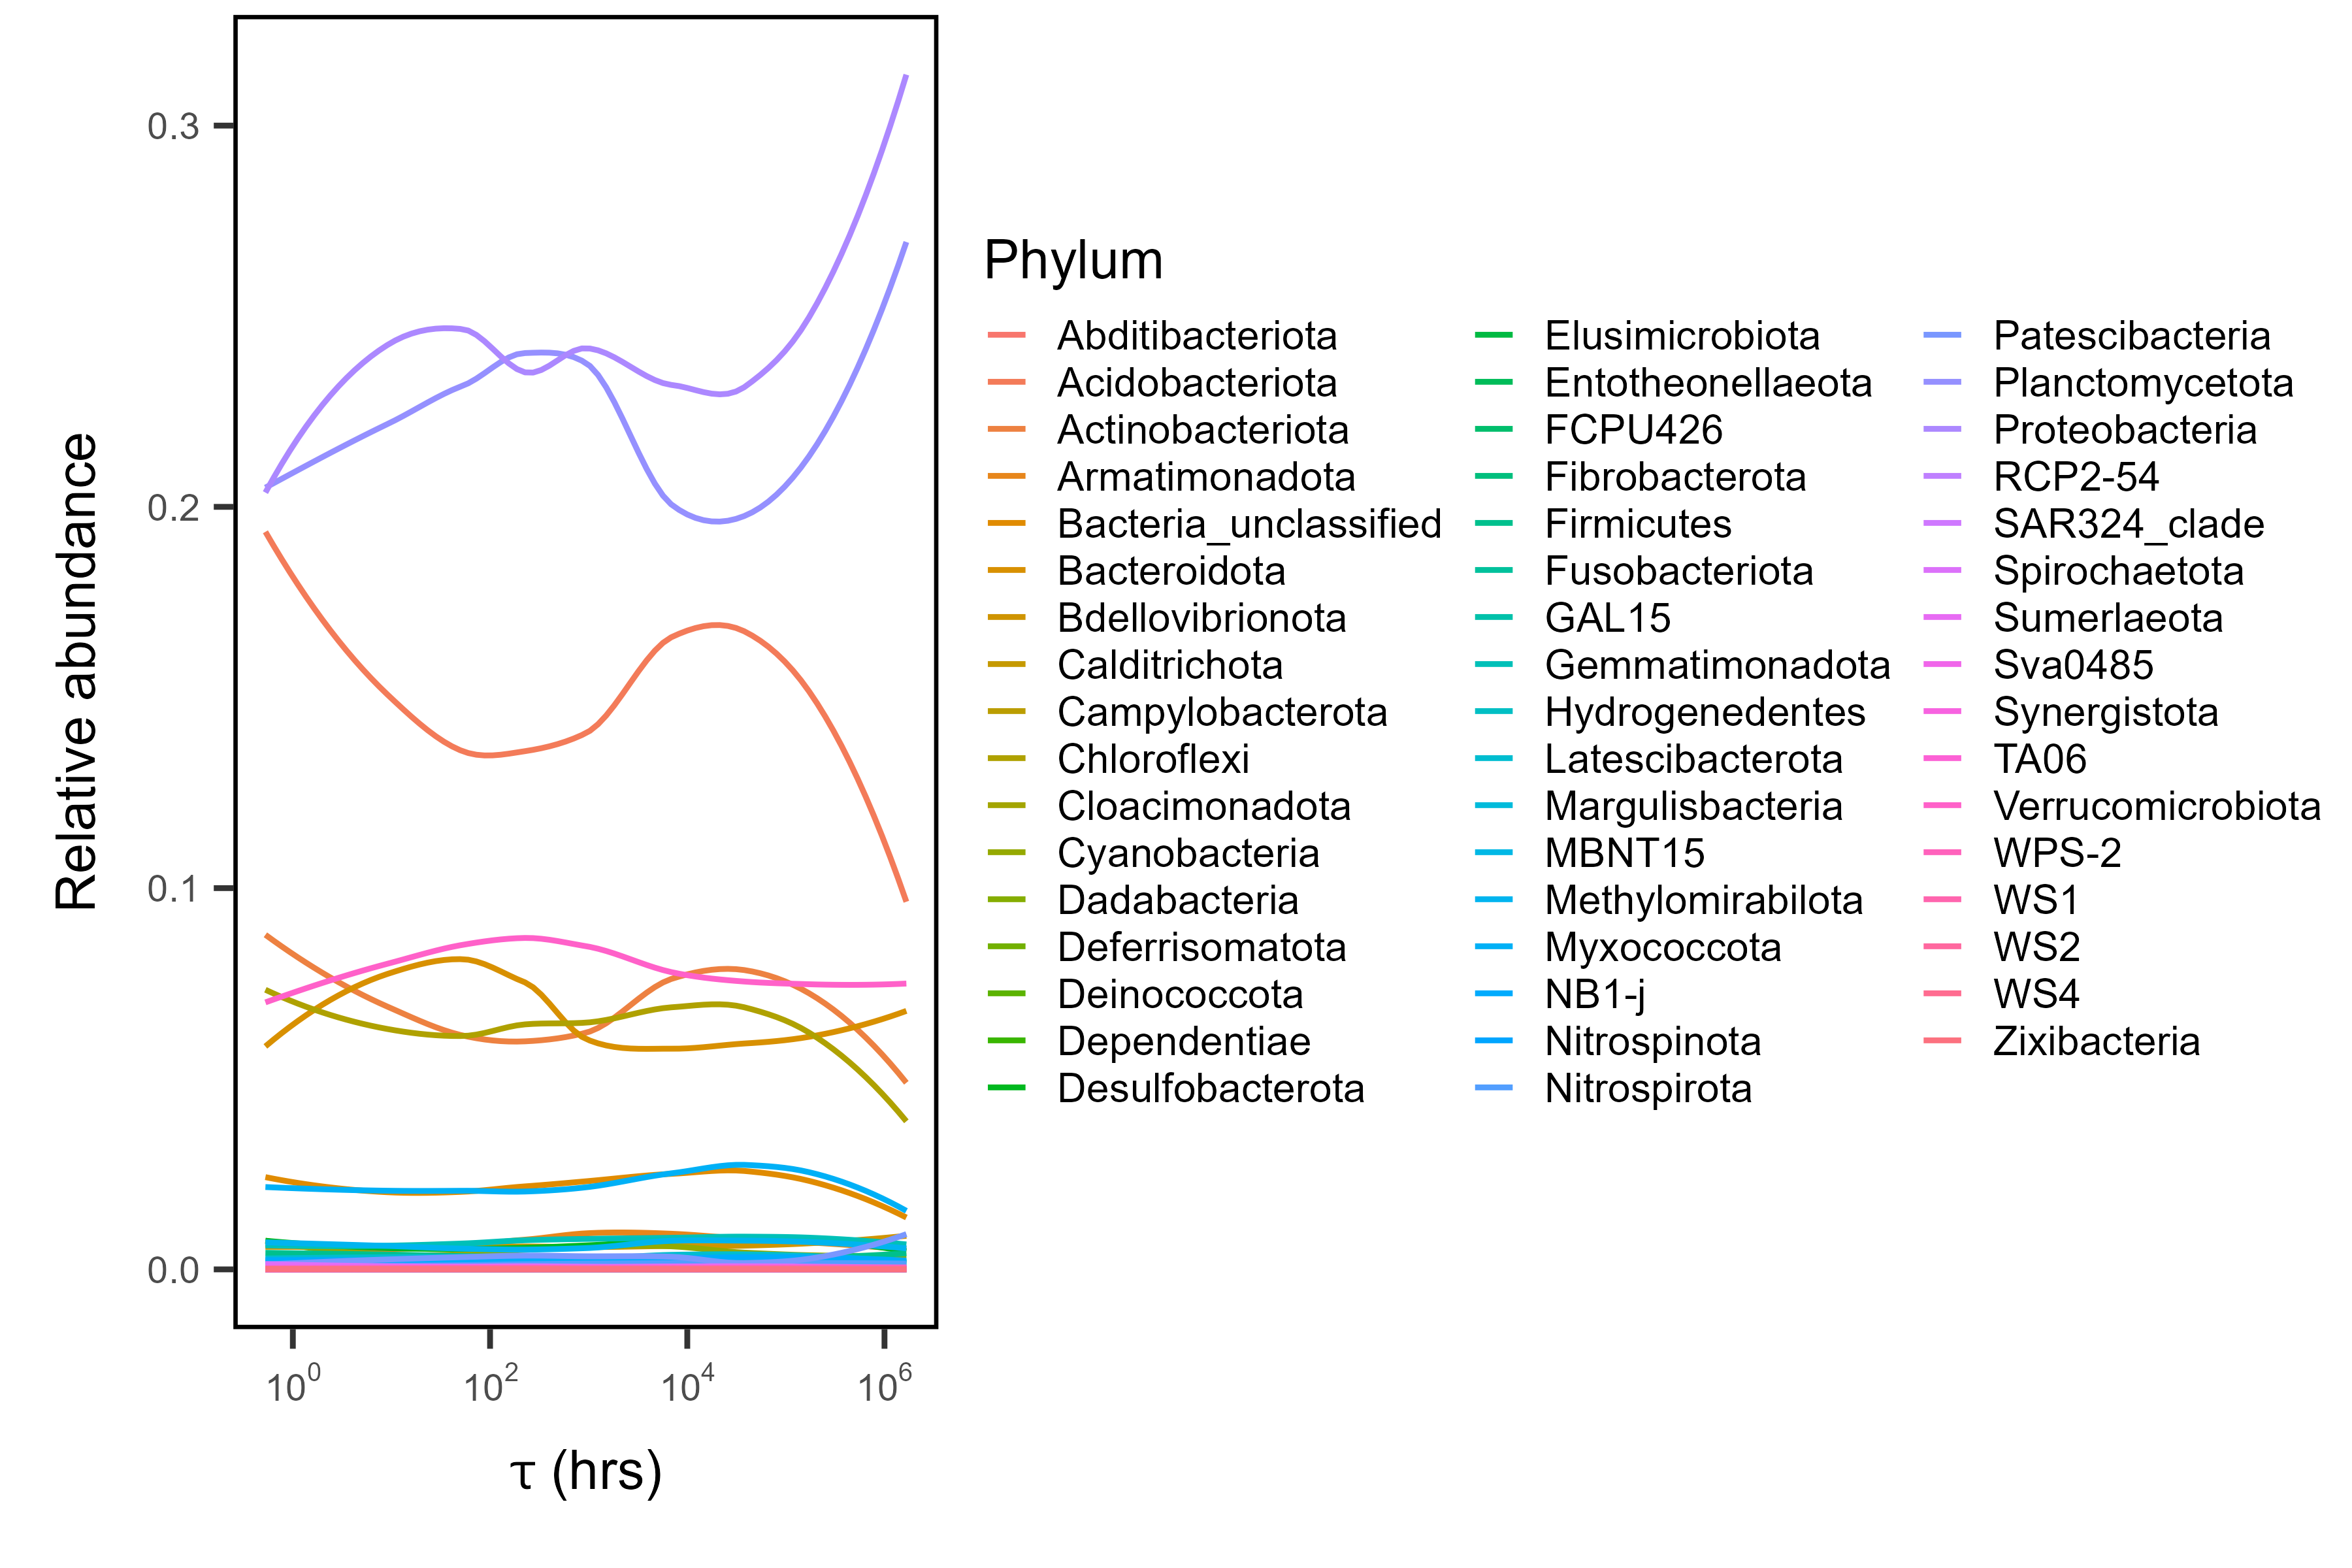 Relative abundance
0.3
0.2
0.1
0.0
10^0
10^2
10^4
10^6
τ (hrs)
Phylum
Abditibacteriota
Acidobacteriota
Actinobacteriota
Armatimonadota
Bacteria_unclassified
Bacteroidota
Bdellovibrionota
Calditrichota
Campylobacterota
Chloroflexi
Cloacimonadota
Cyanobacteria
Dadabacteria
Deferrisomatota
Deinococcota
Dependentiae
Desulfobacterota
Elusimicrobiota
Entotheonellaeota
FCPU426
Fibrobacterota
Firmicutes
Fusobacteriota
GAL15
Gemmatimonadota
Hydrogenedentes
Latescibacterota
Margulisbacteria
MBNT15
Methylomirabilota
Myxococcota
NB1-j
Nitrospinota
Nitrospirota
Patescibacteria
Planctomycetota
Proteobacteria
RCP2-54
SAR324_clade
Spirochaetota
Sumerlaeota
Sva0485
Synergistota
TA06
Verrucomicrobiota
WPS-2
WS1
WS2
WS4
Zixibacteria